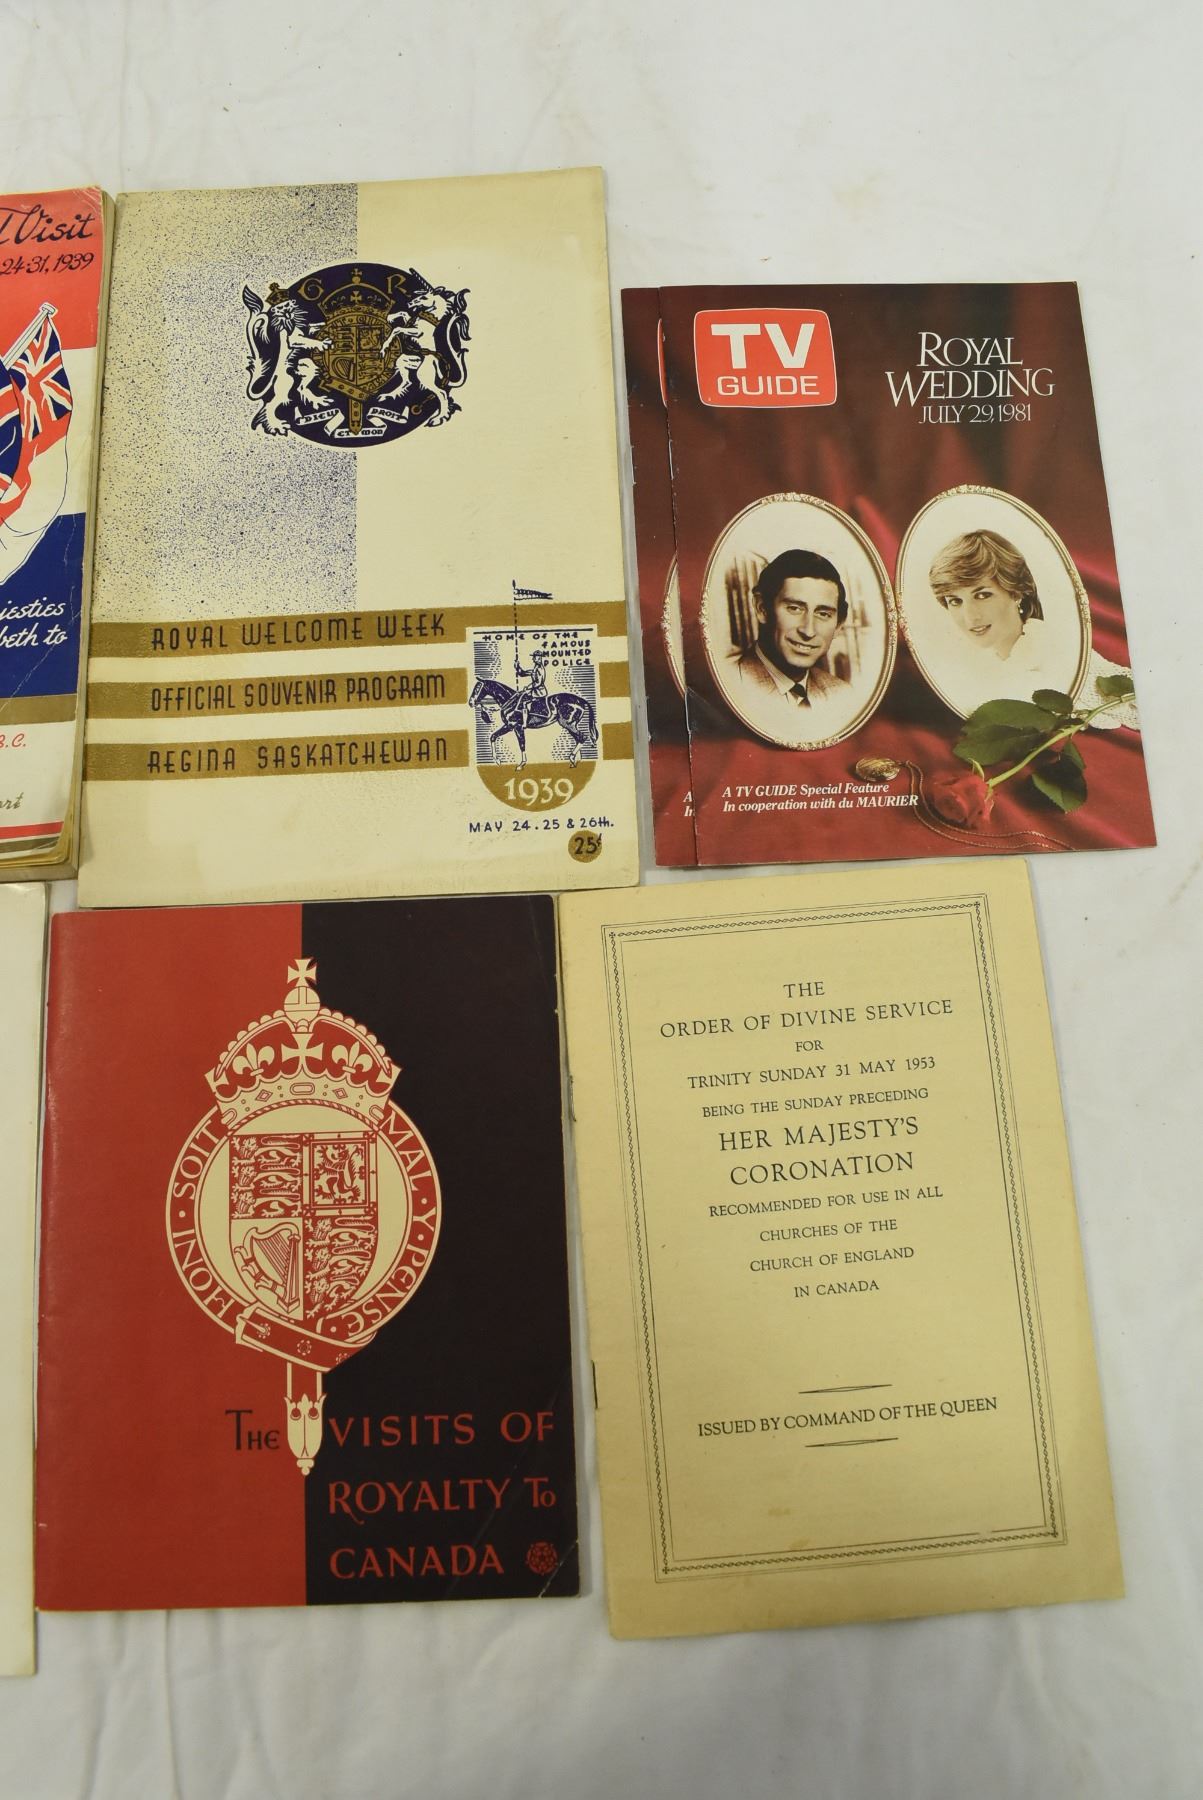 Visit
24-31, 1939
beth to
B.C.
G R
DIEU ET MON DROIT
ROYAL WELCOME WEEK
OFFICIAL SOUVENIR PROGRAM
REGINA SASKATCHEWAN
HOME OF THE
FAMOUS
MOUNTED
POLICE
1939
MAY 24. 25 & 26th.
25¢
TV
GUIDE
ROYAL
WEDDING
JULY 29, 1981
A TV GUIDE Special Feature
In cooperation with du MAURIER
A
In
HONI · SOIT
MAL · Y · PENSE
THE VISITS OF
ROYALTY TO
CANADA
THE
ORDER OF DIVINE SERVICE
FOR
TRINITY SUNDAY 31 MAY 1953
BEING THE SUNDAY PRECEDING
HER MAJESTY'S
CORONATION
RECOMMENDED FOR USE IN ALL
CHURCHES OF THE
CHURCH OF ENGLAND
IN CANADA
ISSUED BY COMMAND OF THE QUEEN